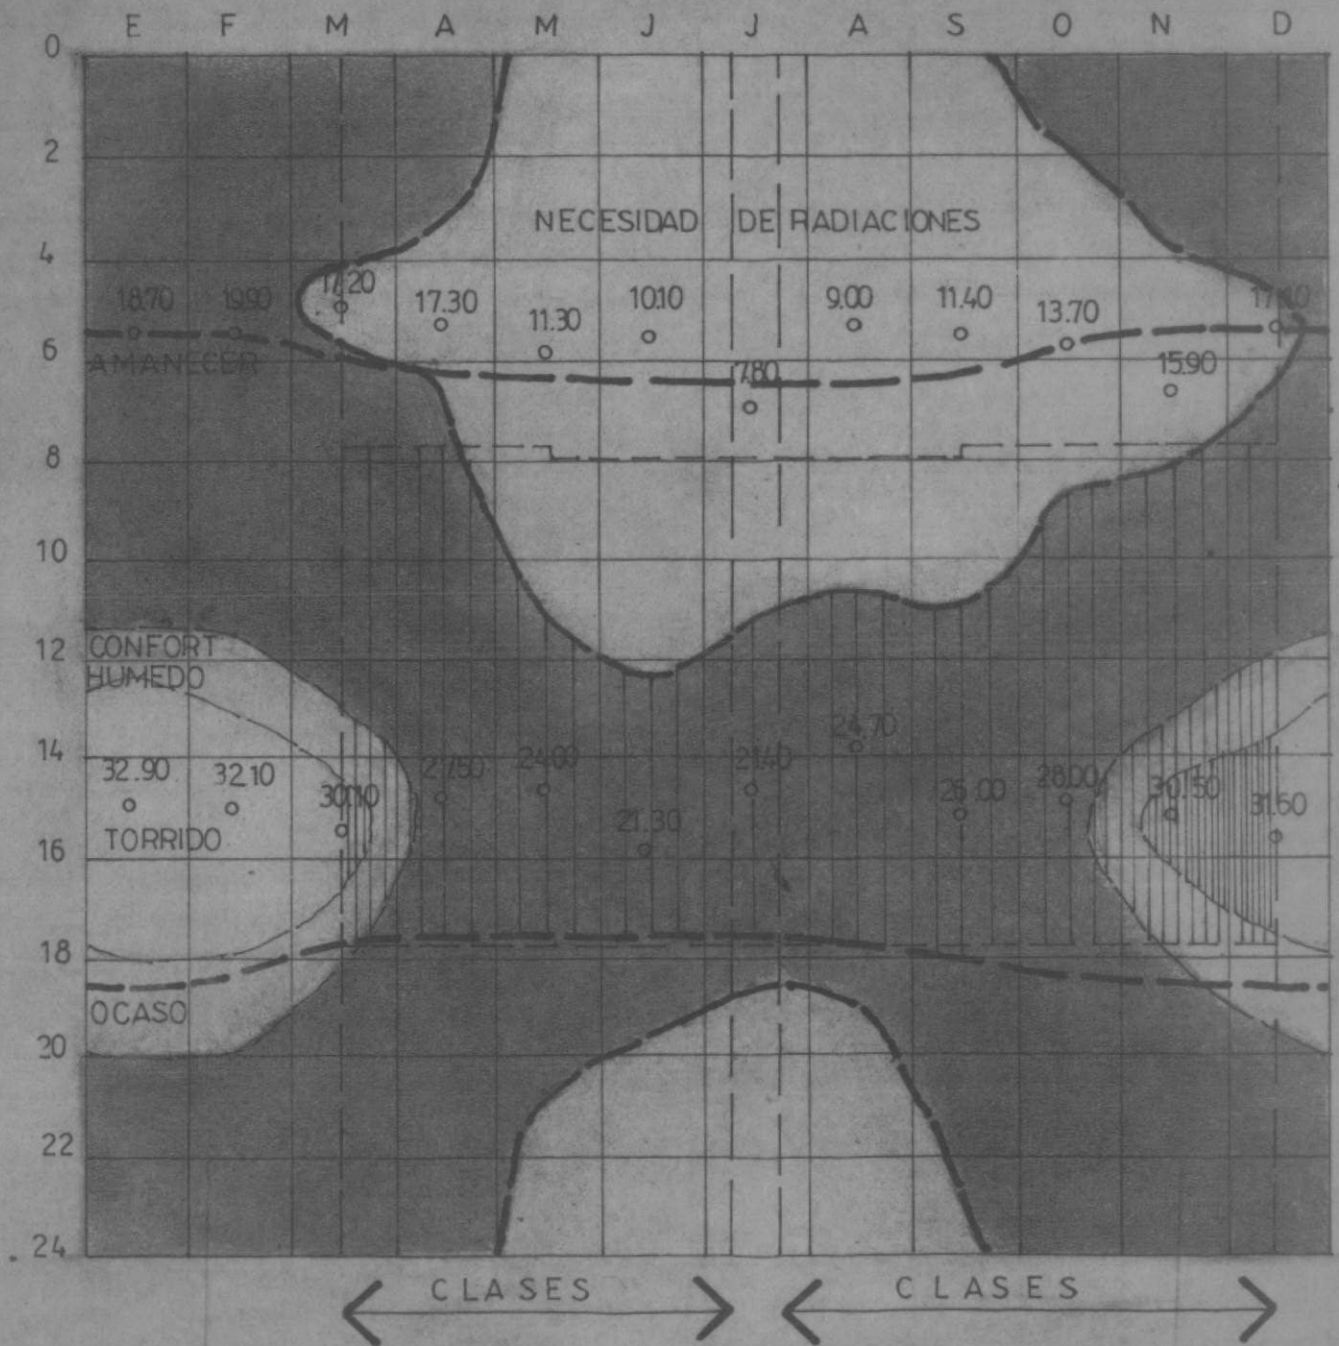 E F M A M J J A S O N D
0
2
NECESIDAD DE RADIACIONES
4
18.70 19.90 17.20 17.30 11.30 10.10 9.00 11.40 13.70
6
AMANECER 7.80 15.90
8
10
CONFORT
12
HUMEDO
14
32.90 32.10 30.10 24.00 21.40 24.70 26.00 28.00 30.50 31.60
TORRIDO 21.30
16
18
OCASO
20
22
24
CLASES CLASES